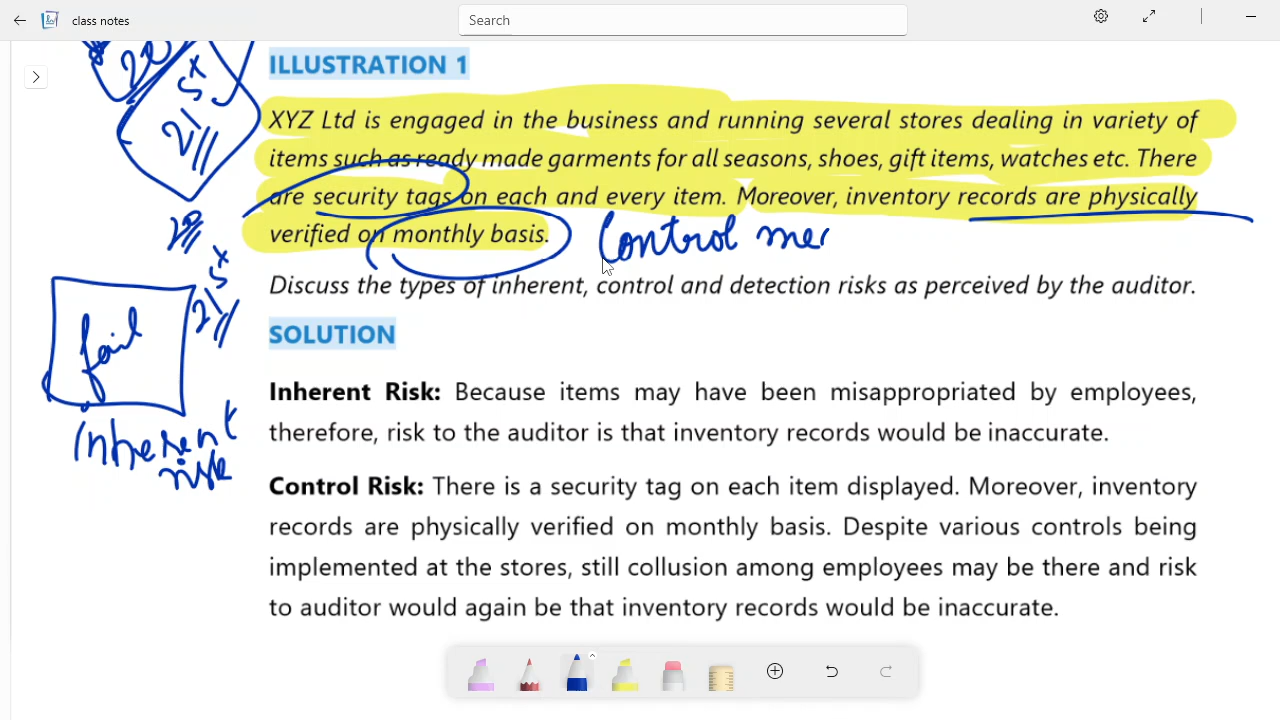 class notes
Search
ILLUSTRATION 1
XYZ Ltd is engaged in the business and running several stores dealing in variety of
items such as ready made garments for all seasons, shoes, gift items, watches etc. There
are security tags on each and every item. Moreover, inventory records are physically
verified on monthly basis.
Control mer
Discuss the types of inherent, control and detection risks as perceived by the auditor.
SOLUTION
fail
Inherent
risk
Inherent Risk: Because items may have been misappropriated by employees,
therefore, risk to the auditor is that inventory records would be inaccurate.
Control Risk: There is a security tag on each item displayed. Moreover, inventory
records are physically verified on monthly basis. Despite various controls being
implemented at the stores, still collusion among employees may be there and risk
to auditor would again be that inventory records would be inaccurate.